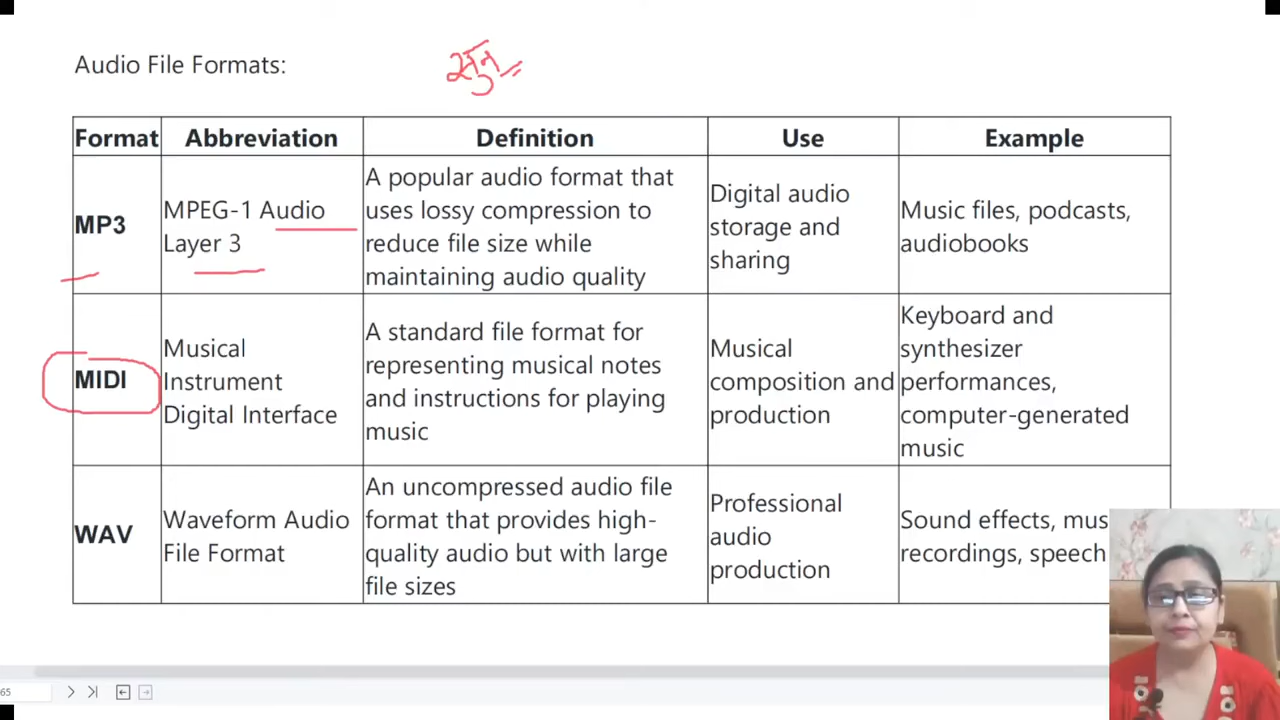 Audio File Formats:
Format Abbreviation Definition Use Example
MP3
MPEG-1 Audio
Layer 3
A popular audio format that
uses lossy compression to
reduce file size while
maintaining audio quality
Digital audio
storage and
sharing
Music files, podcasts,
audiobooks
MIDI
Musical
Instrument
Digital Interface
A standard file format for
representing musical notes
and instructions for playing
music
Musical
composition and
production
Keyboard and
synthesizer
performances,
computer-generated
music
WAV
Waveform Audio
File Format
An uncompressed audio file
format that provides high-
quality audio but with large
file sizes
Professional
audio
production
Sound effects,
recordings, speech
65